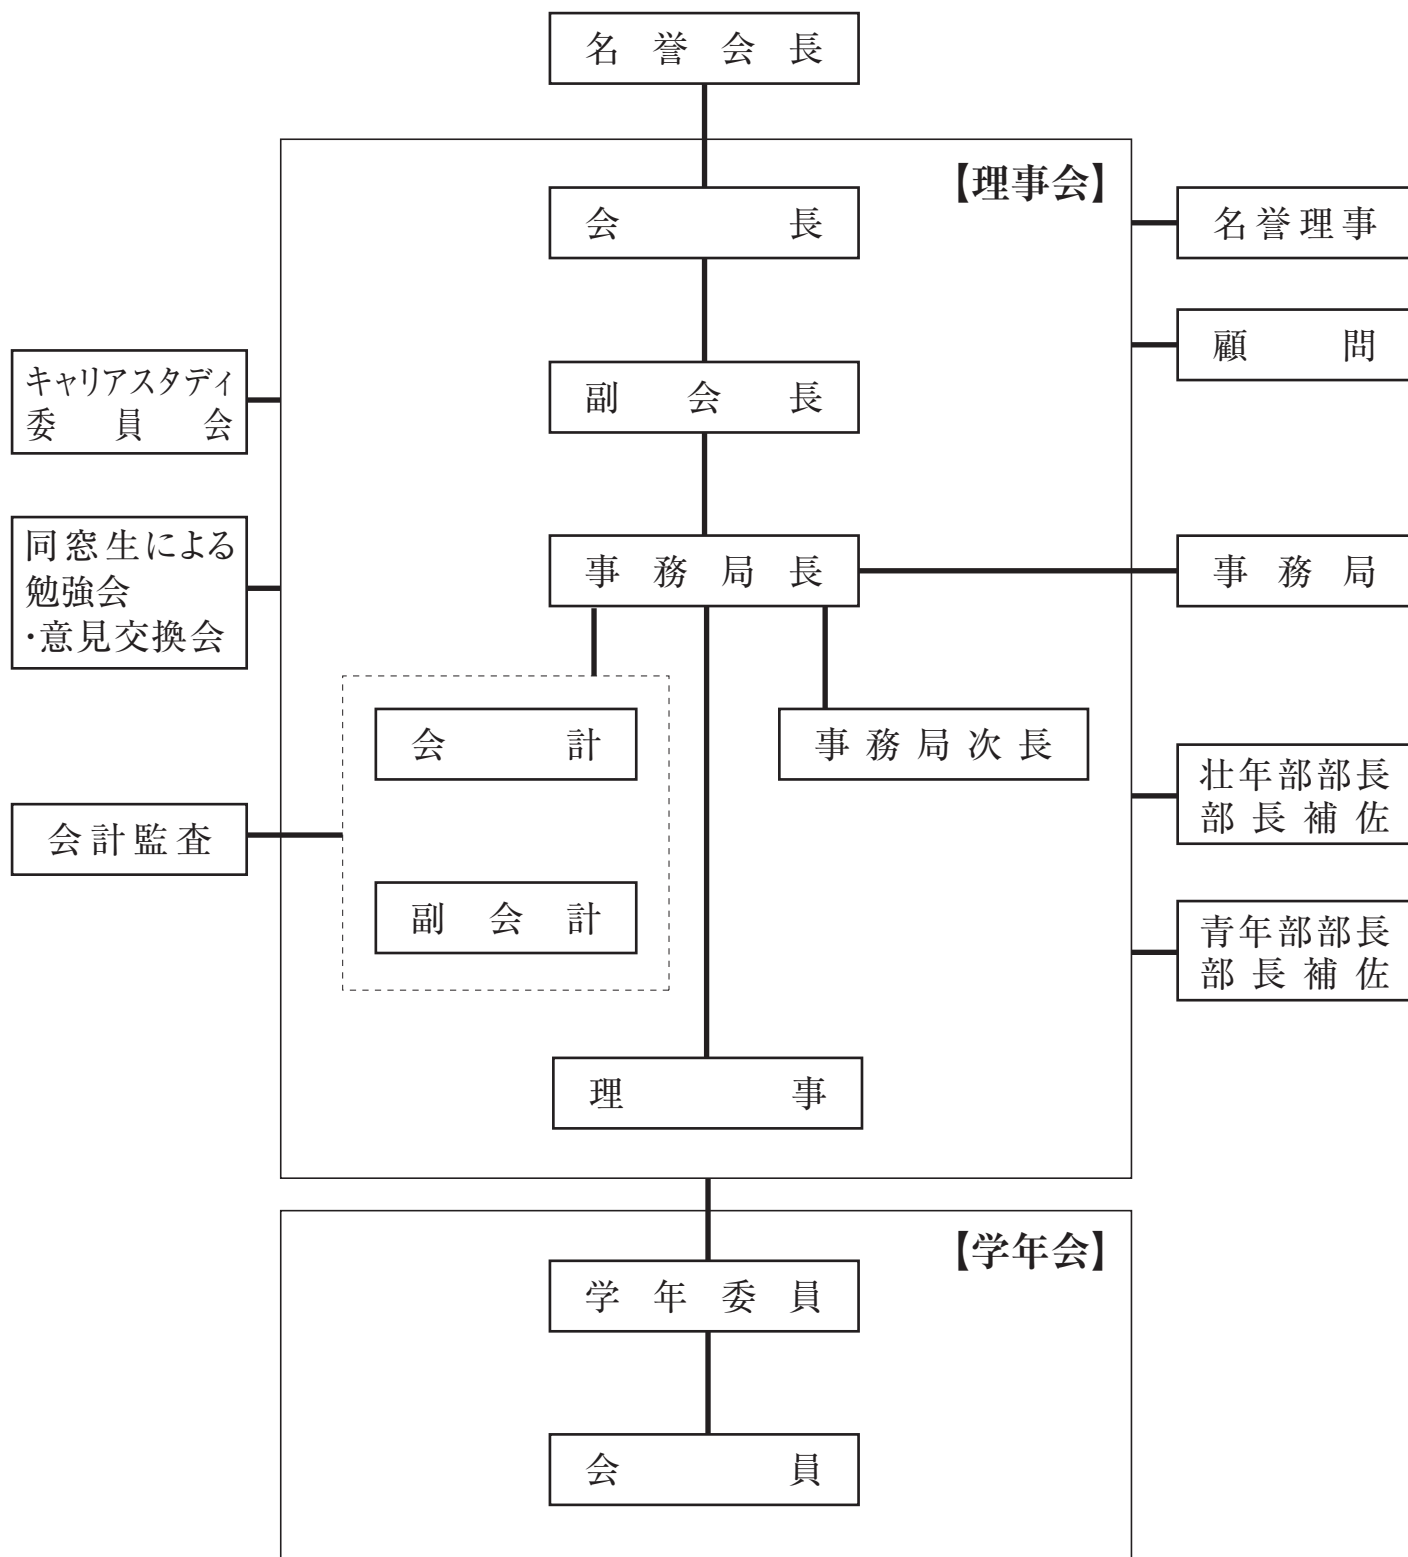 名誉会長
【理事会】
会長
名誉理事
顧問
キャリアスタディ
委員会
副会長
同窓生による
勉強会
・意見交換会
事務局長
事務局
会計
事務局次長
壮年部部長
部長補佐
会計監査
副会計
青年部部長
部長補佐
理事
【学年会】
学年委員
会員